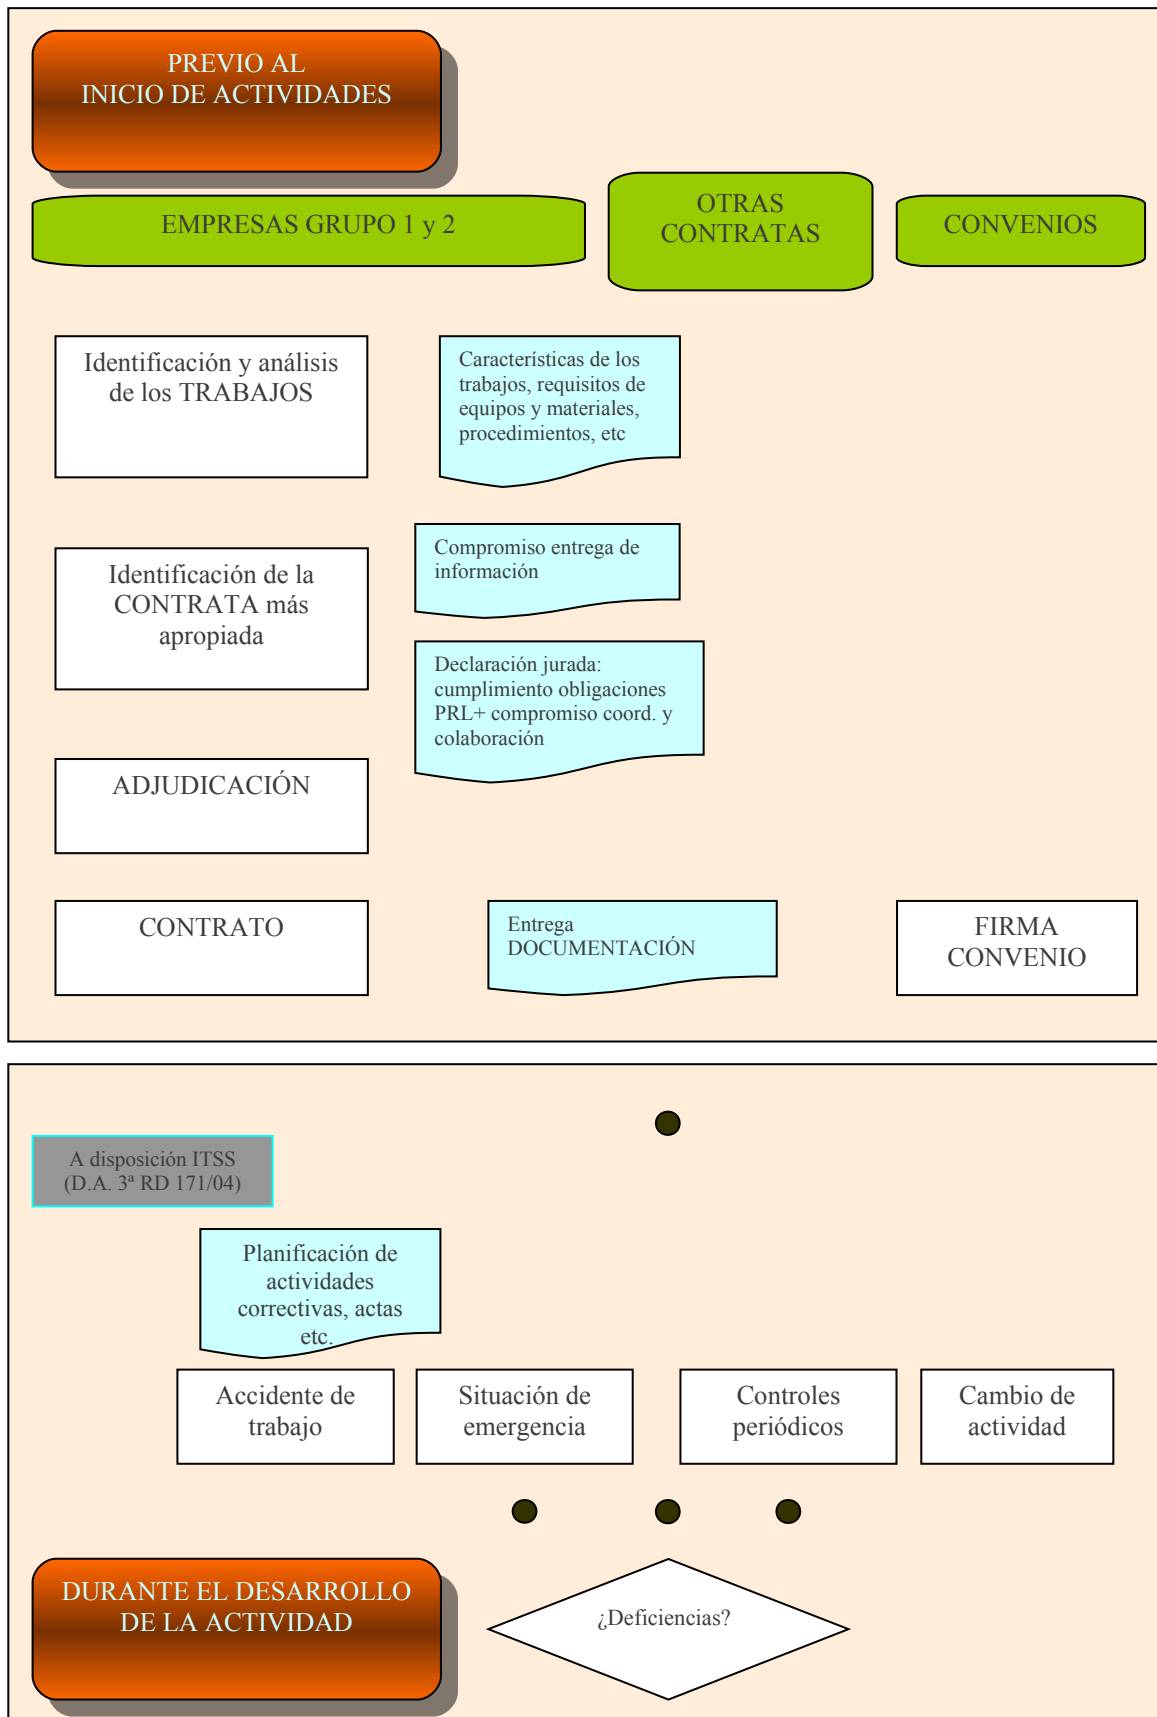 PREVIO AL
INICIO DE ACTIVIDADES
EMPRESAS GRUPO 1 y 2
OTRAS
CONTRATAS
CONVENIOS
Identificación y análisis
de los TRABAJOS
Características de los
trabajos, requisitos de
equipos y materiales,
procedimientos, etc
Identificación de la
CONTRATA más
apropiada
Compromiso entrega de
información
Declaración jurada:
cumplimiento obligaciones
PRL+ compromiso coord. y
colaboración
ADJUDICACIÓN
CONTRATO
Entrega
DOCUMENTACIÓN
FIRMA
CONVENIO
A disposición ITSS
(D.A. 3ª RD 171/04)
Planificación de
actividades
correctivas, actas
etc.
Accidente de
trabajo
Situación de
emergencia
Controles
periódicos
Cambio de
actividad
DURANTE EL DESARROLLO
DE LA ACTIVIDAD
¿Deficiencias?